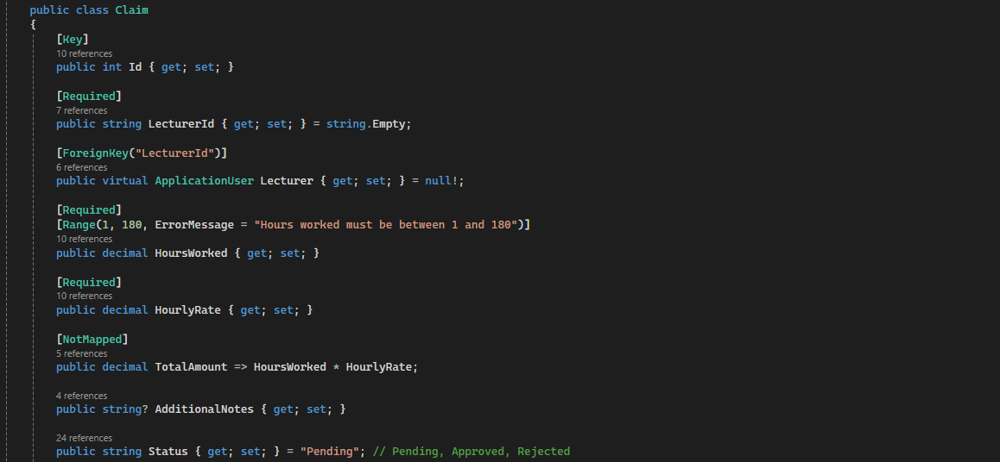 public class Claim
{
[Key]
10 references
public int Id { get; set; }
[Required]
7 references
public string LecturerId { get; set; } = string.Empty;
[ForeignKey("LecturerId")]
6 references
public virtual ApplicationUser Lecturer { get; set; } = null!;
[Required]
[Range(1, 180, ErrorMessage = "Hours worked must be between 1 and 180")]
10 references
public decimal HoursWorked { get; set; }
[Required]
10 references
public decimal HourlyRate { get; set; }
[NotMapped]
5 references
public decimal TotalAmount => HoursWorked * HourlyRate;
4 references
public string? AdditionalNotes { get; set; }
24 references
public string Status { get; set; } = "Pending"; // Pending, Approved, Rejected